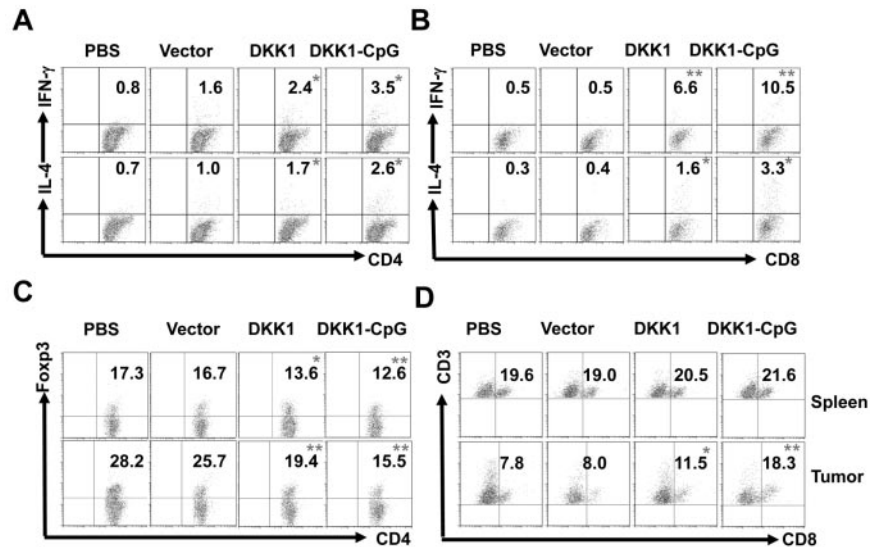 A
PBS Vector DKK1 DKK1-CpG
IFN-γ
0.8 1.6 2.4* 3.5*
IL-4
0.7 1.0 1.7* 2.6*
CD4
B
PBS Vector DKK1 DKK1-CpG
IFN-γ
0.5 0.5 6.6** 10.5**
IL-4
0.3 0.4 1.6* 3.3*
CD8
C
PBS Vector DKK1 DKK1-CpG
Foxp3
17.3 16.7 13.6* 12.6**
28.2 25.7 19.4** 15.5**
CD4
D
PBS Vector DKK1 DKK1-CpG
CD3
19.6 19.0 20.5 21.6 Spleen
7.8 8.0 11.5* 18.3** Tumor
CD8